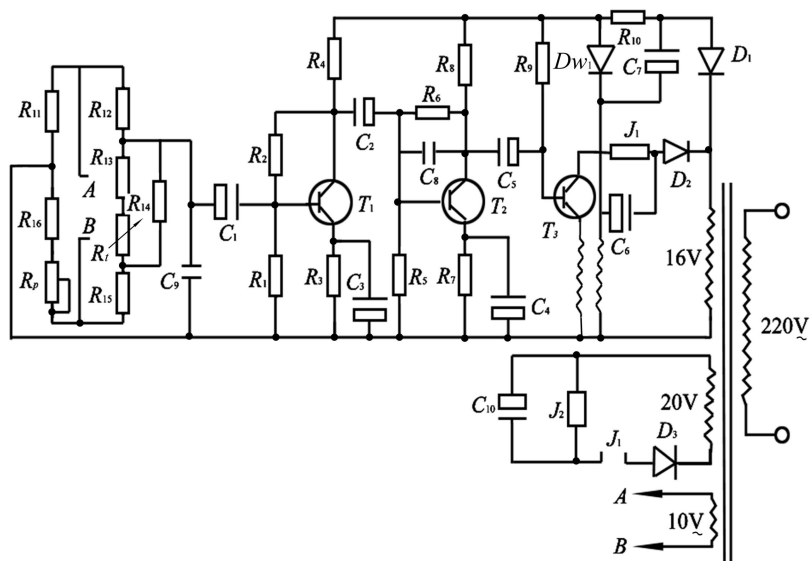 R11 R12 R4 R8 R9 Dw1 R10 C7 D1
R6 J1
R2 C2 C8 C5 D2
R13 A R14 T1 T2 T3
R16 B Rt C1 C6 16V
Rp R15 C9 R1 R3 C3 R5 R7 C4
220V~
C10 J2 20V
J1 D3
A
10V~
B